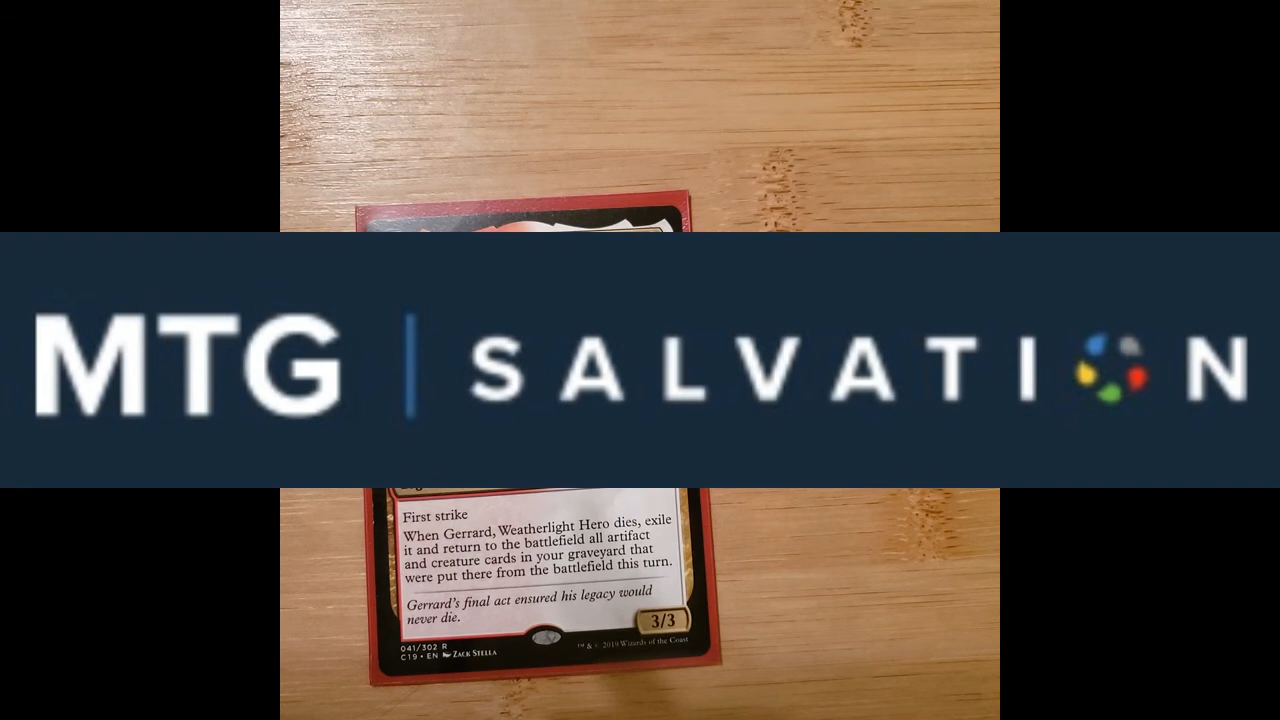 MTG | SALVATION
First strike
When Gerrard, Weatherlight Hero dies, exile
it and return to the battlefield all artifact
and creature cards in your graveyard that
were put there from the battlefield this turn.
Gerrard's final act ensured his legacy would
never die.
3/3
041/302 R
C19 • EN ZACK STELLA
™ & © 2019 Wizards of the Coast